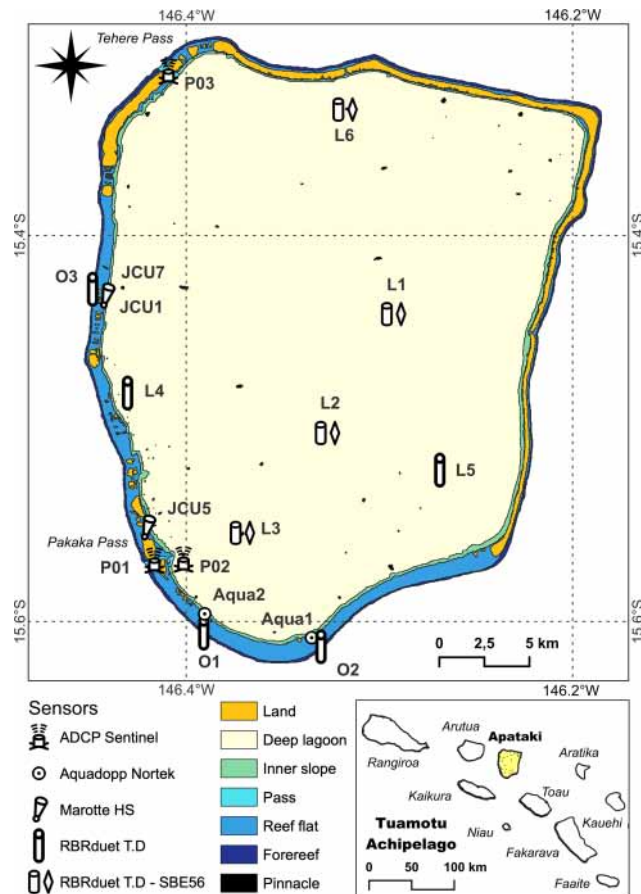 146.4°W 146.2°W
Tehere Pass
P03
L6
15.4°S 15.4°S
O3 JCU7
JCU1
L1
L4
L2
L5
JCU5
L3
Pakaka Pass
P01 P02
Aqua2
Aqua1
15.6°S 15.6°S
O1 O2
0 2,5 5 km
146.4°W 146.2°W
Sensors
ADCP Sentinel
Aquadopp Nortek
Marotte HS
RBRduet T.D
RBRduet T.D - SBE56
Land
Deep lagoon
Inner slope
Pass
Reef flat
Forereef
Pinnacle
Arutua Apataki
Rangiroa Aratika
Kaikura Toau
Kauehi
Tuamotu Niau
Achipelago Fakarava
0 50 100 km Faaite